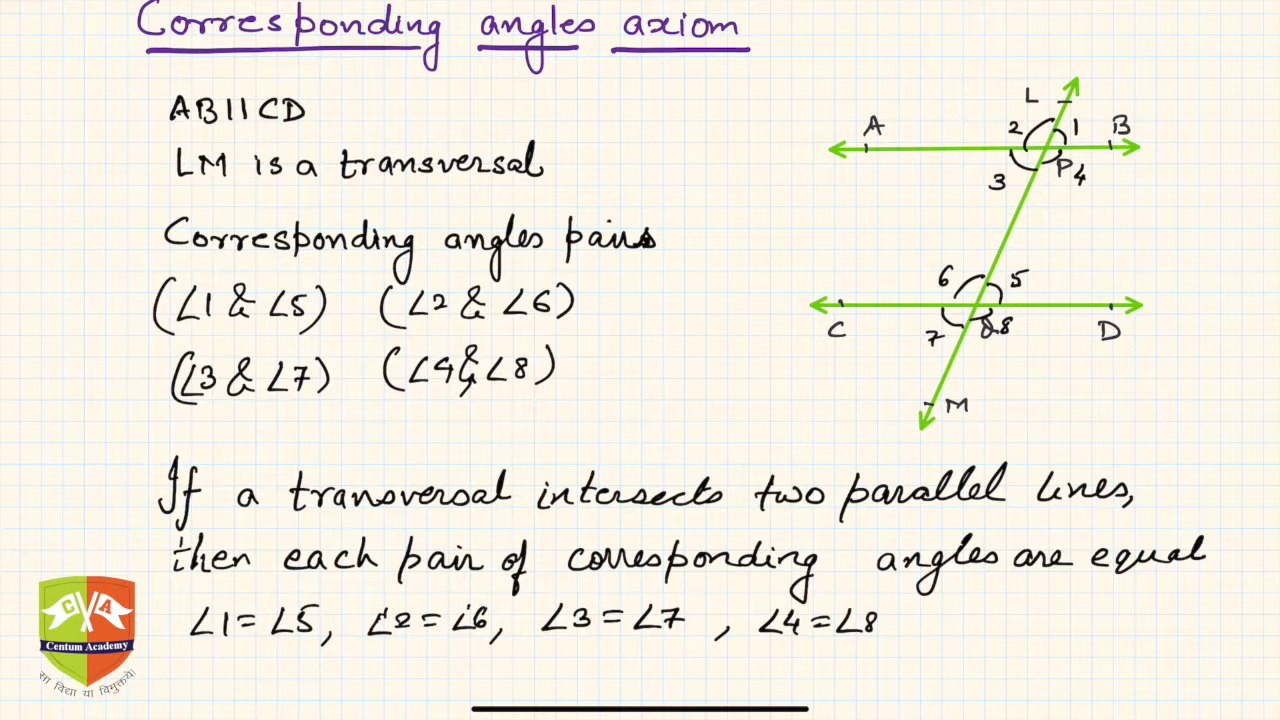 Corresponding angles axiom
AB||CD
LM is a transversal
Corresponding angles pairs
(∠1 & ∠5) (∠2 & ∠6)
(∠3 & ∠7) (∠4 & ∠8)
L
A 2 1 B
3 P 4
6 5
C 7 Q 8 D
M
If a transversal intersects two parallel lines,
then each pair of corresponding angles are equal
∠1 = ∠5, ∠2 = ∠6, ∠3 = ∠7, ∠4 = ∠8
C A
Centum Academy
सा विद्या या विमुक्तये।